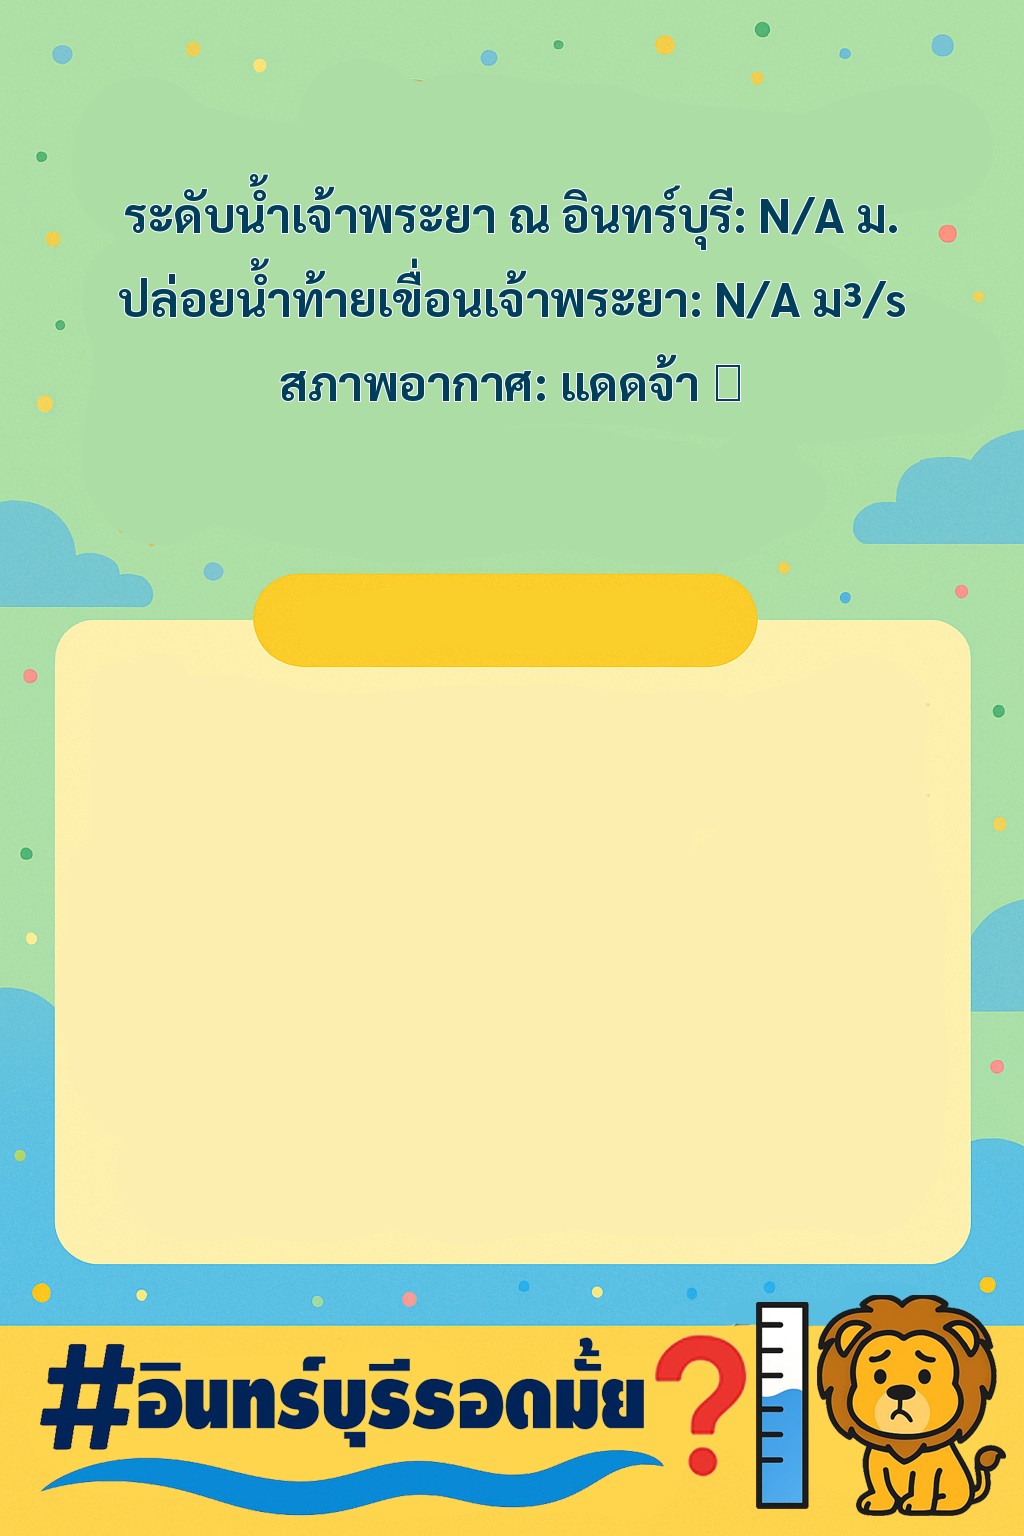 ระดับน้ำเจ้าพระยา ณ อินทร์บุรี: N/A ม.
ปล่อยน้ำท้ายเขื่อนเจ้าพระยา: N/A ม³/s
สภาพอากาศ: แดดจ้า
#อินทร์บุรีรอดมั้ย?